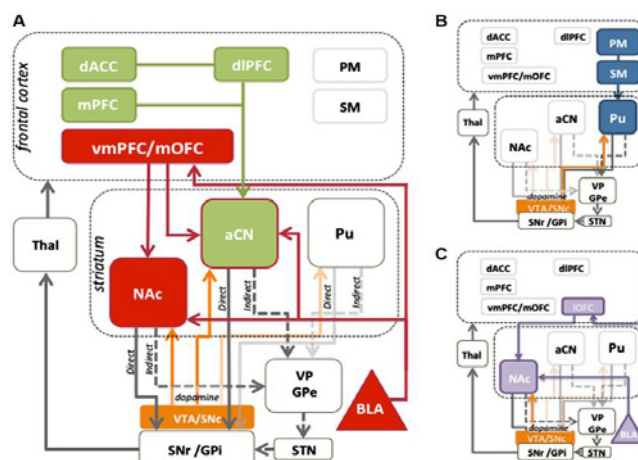 A
dACC
dlPFC
PM
mPFC
SM
vmPFC/mOFC
frontal cortex
striatum
Thal
aCN
Pu
NAc
Direct
Indirect
Direct
Indirect
Direct
Indirect
dopamine
VTA/SNc
VP
GPe
BLA
SNr /GPi
STN
B
dACC
dlPFC
PM
mPFC
vmPFC/mOFC
SM
Thal
aCN
Pu
NAc
dopamine
VTA/SNc
VP
GPe
SNr /GPi
STN
C
dACC
dlPFC
mPFC
vmPFC/mOFC
lOFC
Thal
aCN
Pu
NAc
dopamine
VTA/SNc
VP
GPe
BLA
SNr /GPi
STN